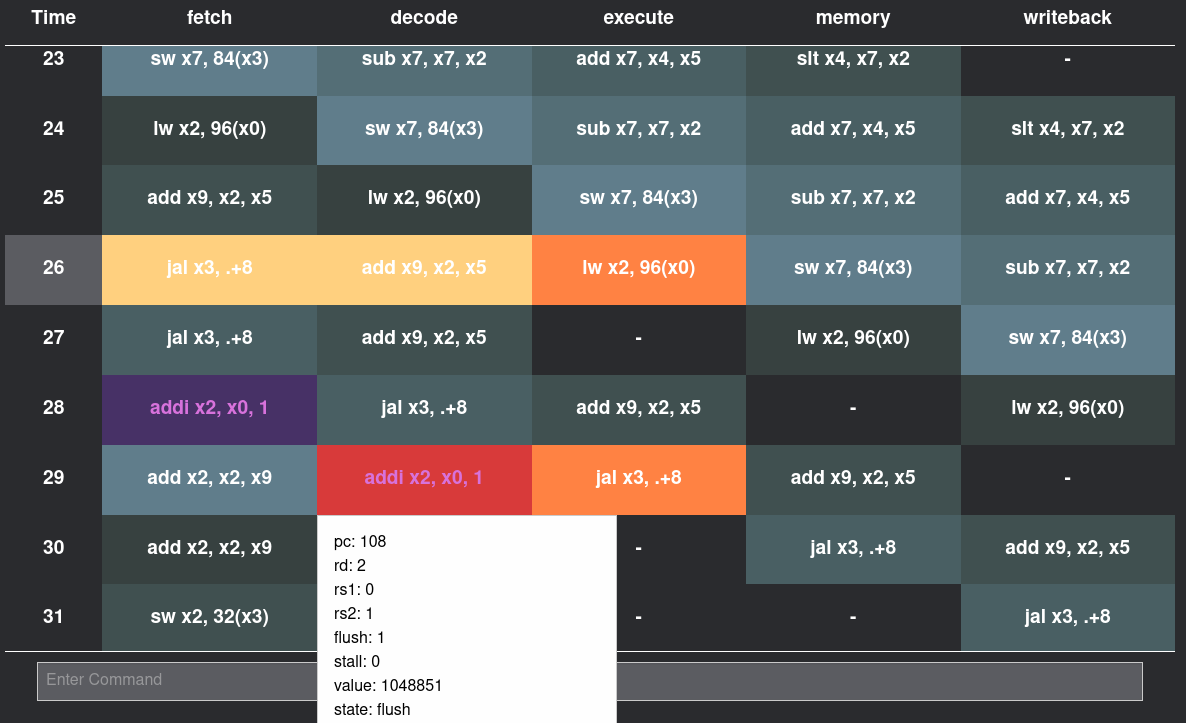 Time fetch decode execute memory writeback
23 sw x7, 84(x3) sub x7, x7, x2 add x7, x4, x5 slt x4, x7, x2 -
24 lw x2, 96(x0) sw x7, 84(x3) sub x7, x7, x2 add x7, x4, x5 slt x4, x7, x2
25 add x9, x2, x5 lw x2, 96(x0) sw x7, 84(x3) sub x7, x7, x2 add x7, x4, x5
26 jal x3, .+8 add x9, x2, x5 lw x2, 96(x0) sw x7, 84(x3) sub x7, x7, x2
27 jal x3, .+8 add x9, x2, x5 - lw x2, 96(x0) sw x7, 84(x3)
28 addi x2, x0, 1 jal x3, .+8 add x9, x2, x5 - lw x2, 96(x0)
29 add x2, x2, x9 addi x2, x0, 1 jal x3, .+8 add x9, x2, x5 -
30 add x2, x2, x9 - jal x3, .+8 add x9, x2, x5
31 sw x2, 32(x3) - - jal x3, .+8
pc: 108
rd: 2
rs1: 0
rs2: 1
flush: 1
stall: 0
value: 1048851
state: flush
Enter Command